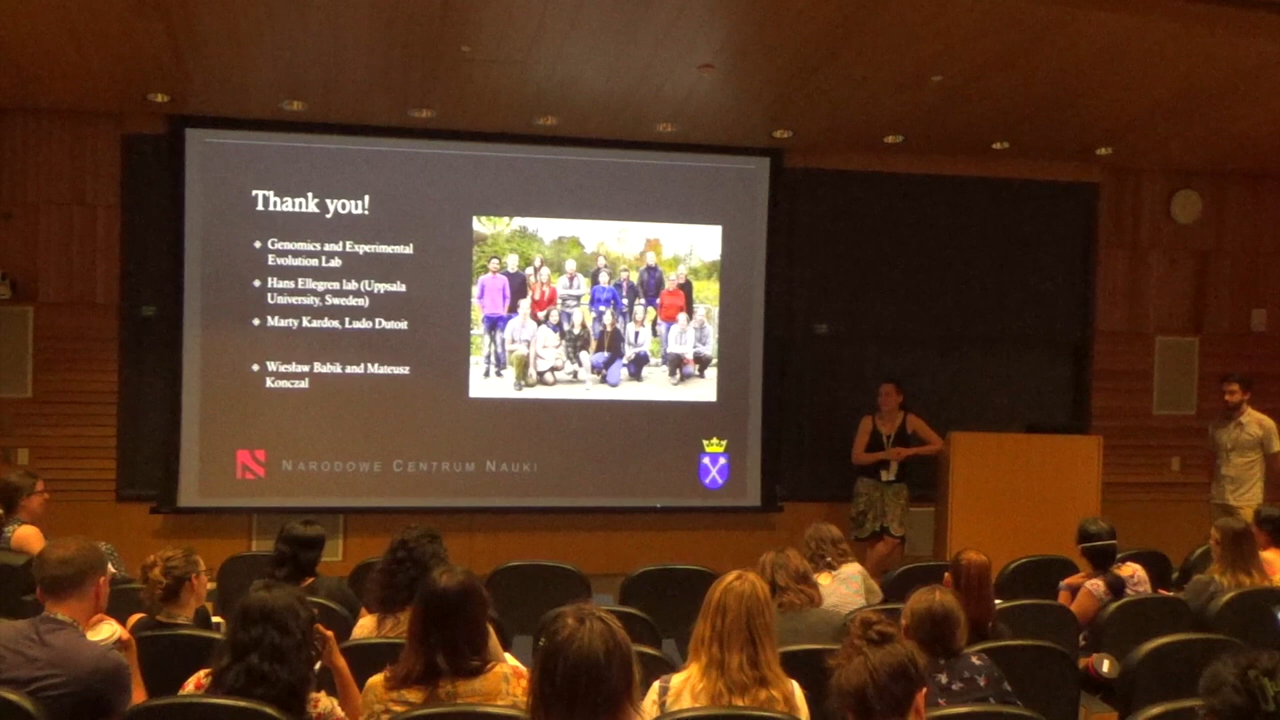 Thank you!
❖ Genomics and Experimental
Evolution Lab
❖ Hans Ellegren lab (Uppsala
University, Sweden)
❖ Marty Kardos, Ludo Dutoit
❖ Wiesław Babik and Mateusz
Konczal
NARODOWE CENTRUM NAUKI